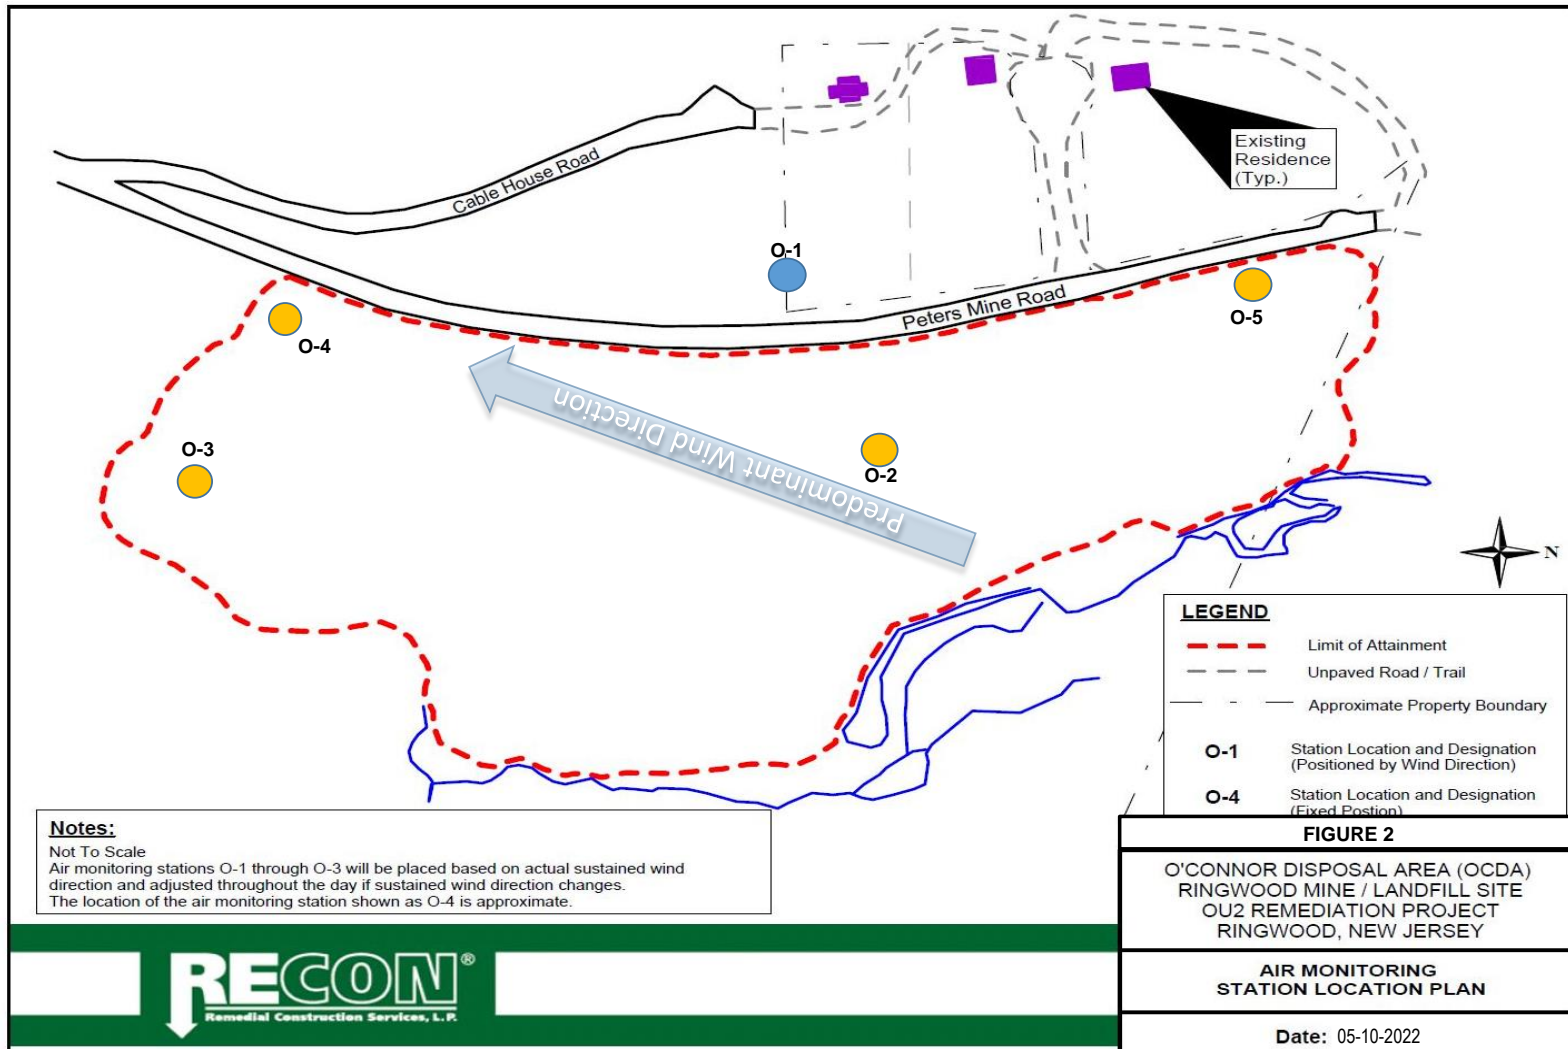 Cable House Road
Existing
Residence
(Typ.)
O-1
Peters Mine Road
O-5
O-4
Predominant Wind Direction
O-3
O-2
N
LEGEND
Limit of Attainment
Unpaved Road / Trail
Approximate Property Boundary
O-1 Station Location and Designation
(Positioned by Wind Direction)
O-4 Station Location and Designation
(Fixed Postion)
Notes:
Not To Scale
Air monitoring stations O-1 through O-3 will be placed based on actual sustained wind
direction and adjusted throughout the day if sustained wind direction changes.
The location of the air monitoring station shown as O-4 is approximate.
FIGURE 2
O'CONNOR DISPOSAL AREA (OCDA)
RINGWOOD MINE / LANDFILL SITE
OU2 REMEDIATION PROJECT
RINGWOOD, NEW JERSEY
AIR MONITORING
STATION LOCATION PLAN
Date: 05-10-2022
RECON®
Remedial Construction Services, L.P.